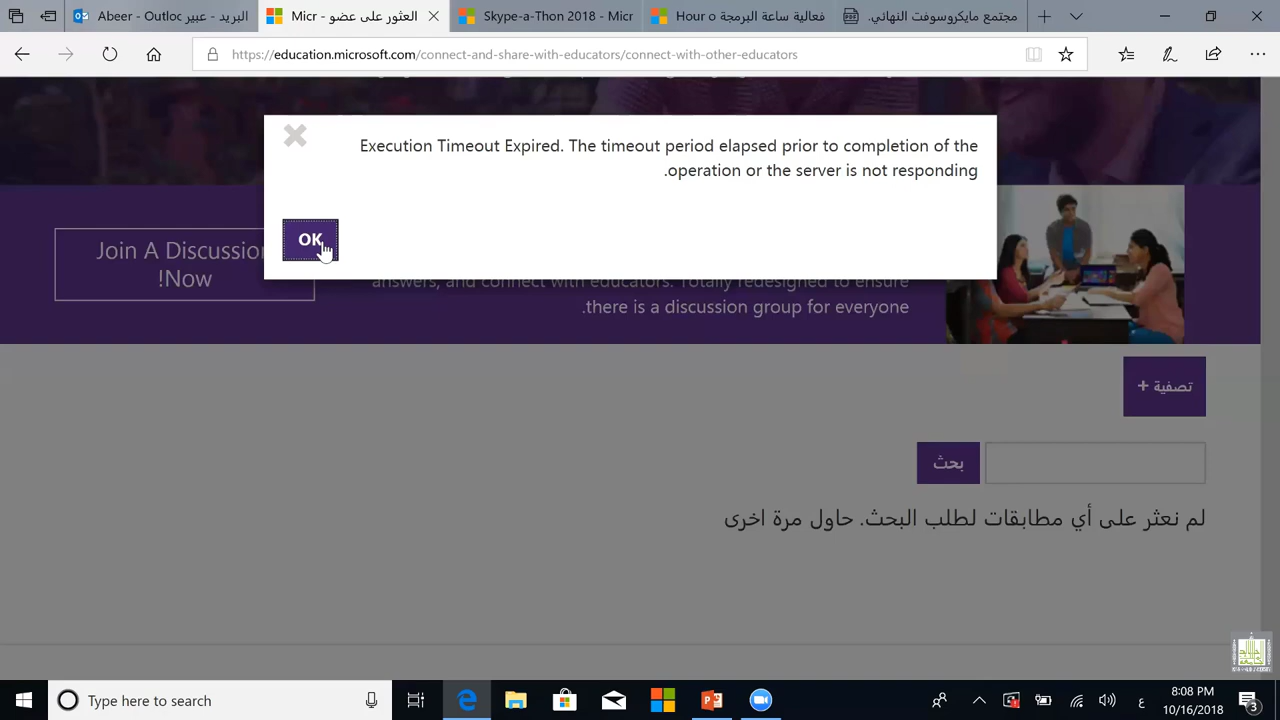 البريد - عبير Abeer - Outloc
العثور على عضو - Micr
Skype-a-Thon 2018 - Micr
فعالية ساعة البرمجة Hour o
مجتمع مايكروسوفت النهائي.
https://education.microsoft.com/connect-and-share-with-educators/connect-with-other-educators
Execution Timeout Expired. The timeout period elapsed prior to completion of the
.operation or the server is not responding
OK
Join A Discussion
!Now
answers, and connect with educators. Totally redesigned to ensure
.there is a discussion group for everyone
تصفية +
بحث
لم نعثر على أي مطابقات لطلب البحث. حاول مرة اخرى
Type here to search
ع
8:08 PM
10/16/2018
3